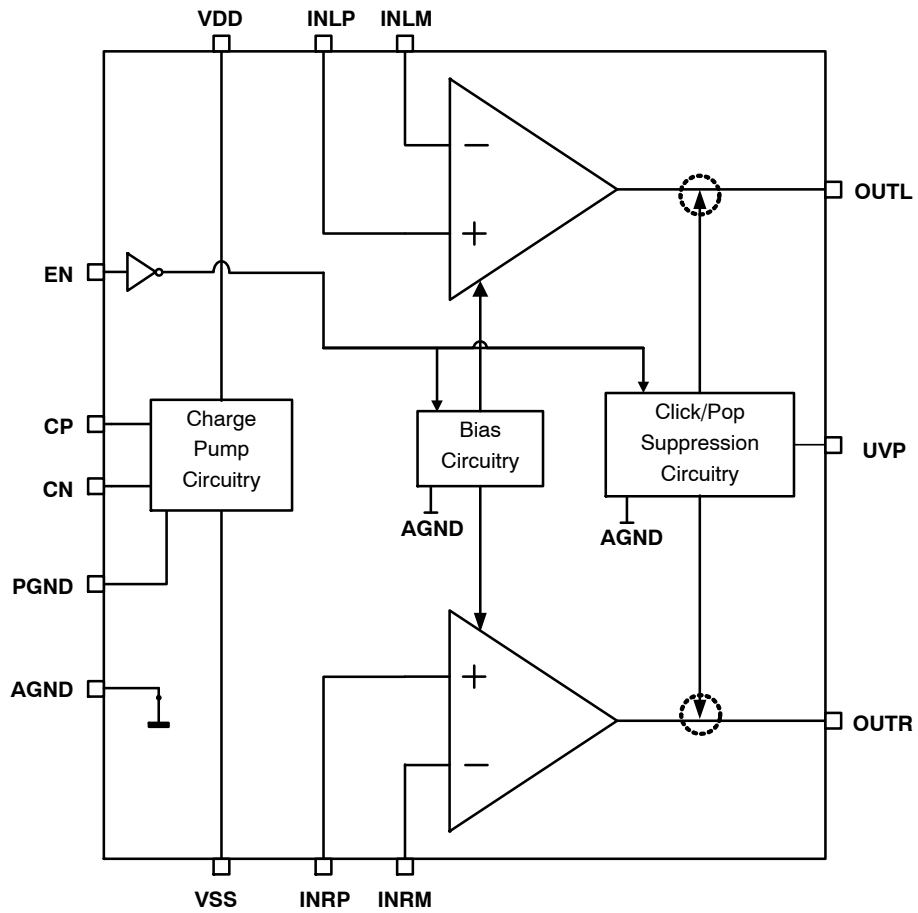 VDD INLP INLM
−
OUTL
+
EN
CP
Charge
Pump
Circuitry
Bias
Circuitry
Click/Pop
Suppression
Circuitry
UVP
CN
AGND
AGND
PGND
+
AGND
−
OUTR
VSS INRP INRM